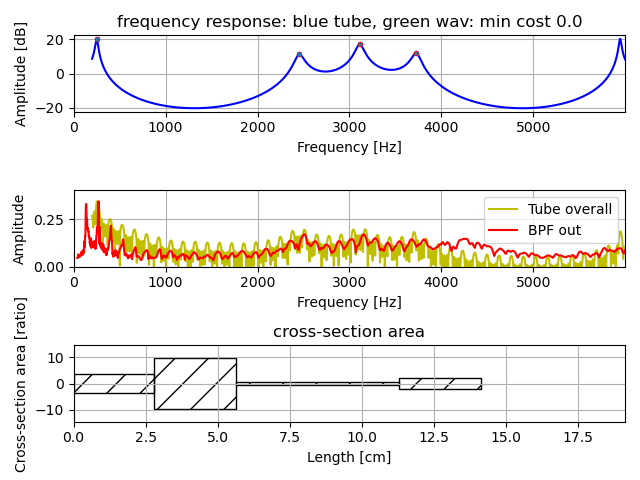 frequency response: blue tube, green wav: min cost 0.0
Amplitude [dB]
20
0
−20
0 1000 2000 3000 4000 5000
Frequency [Hz]
Amplitude
0.25
0.00
Tube overall
BPF out
0 1000 2000 3000 4000 5000
Frequency [Hz]
cross-section area
Cross-section area [ratio]
10
0
−10
0.0 2.5 5.0 7.5 10.0 12.5 15.0 17.5
Length [cm]